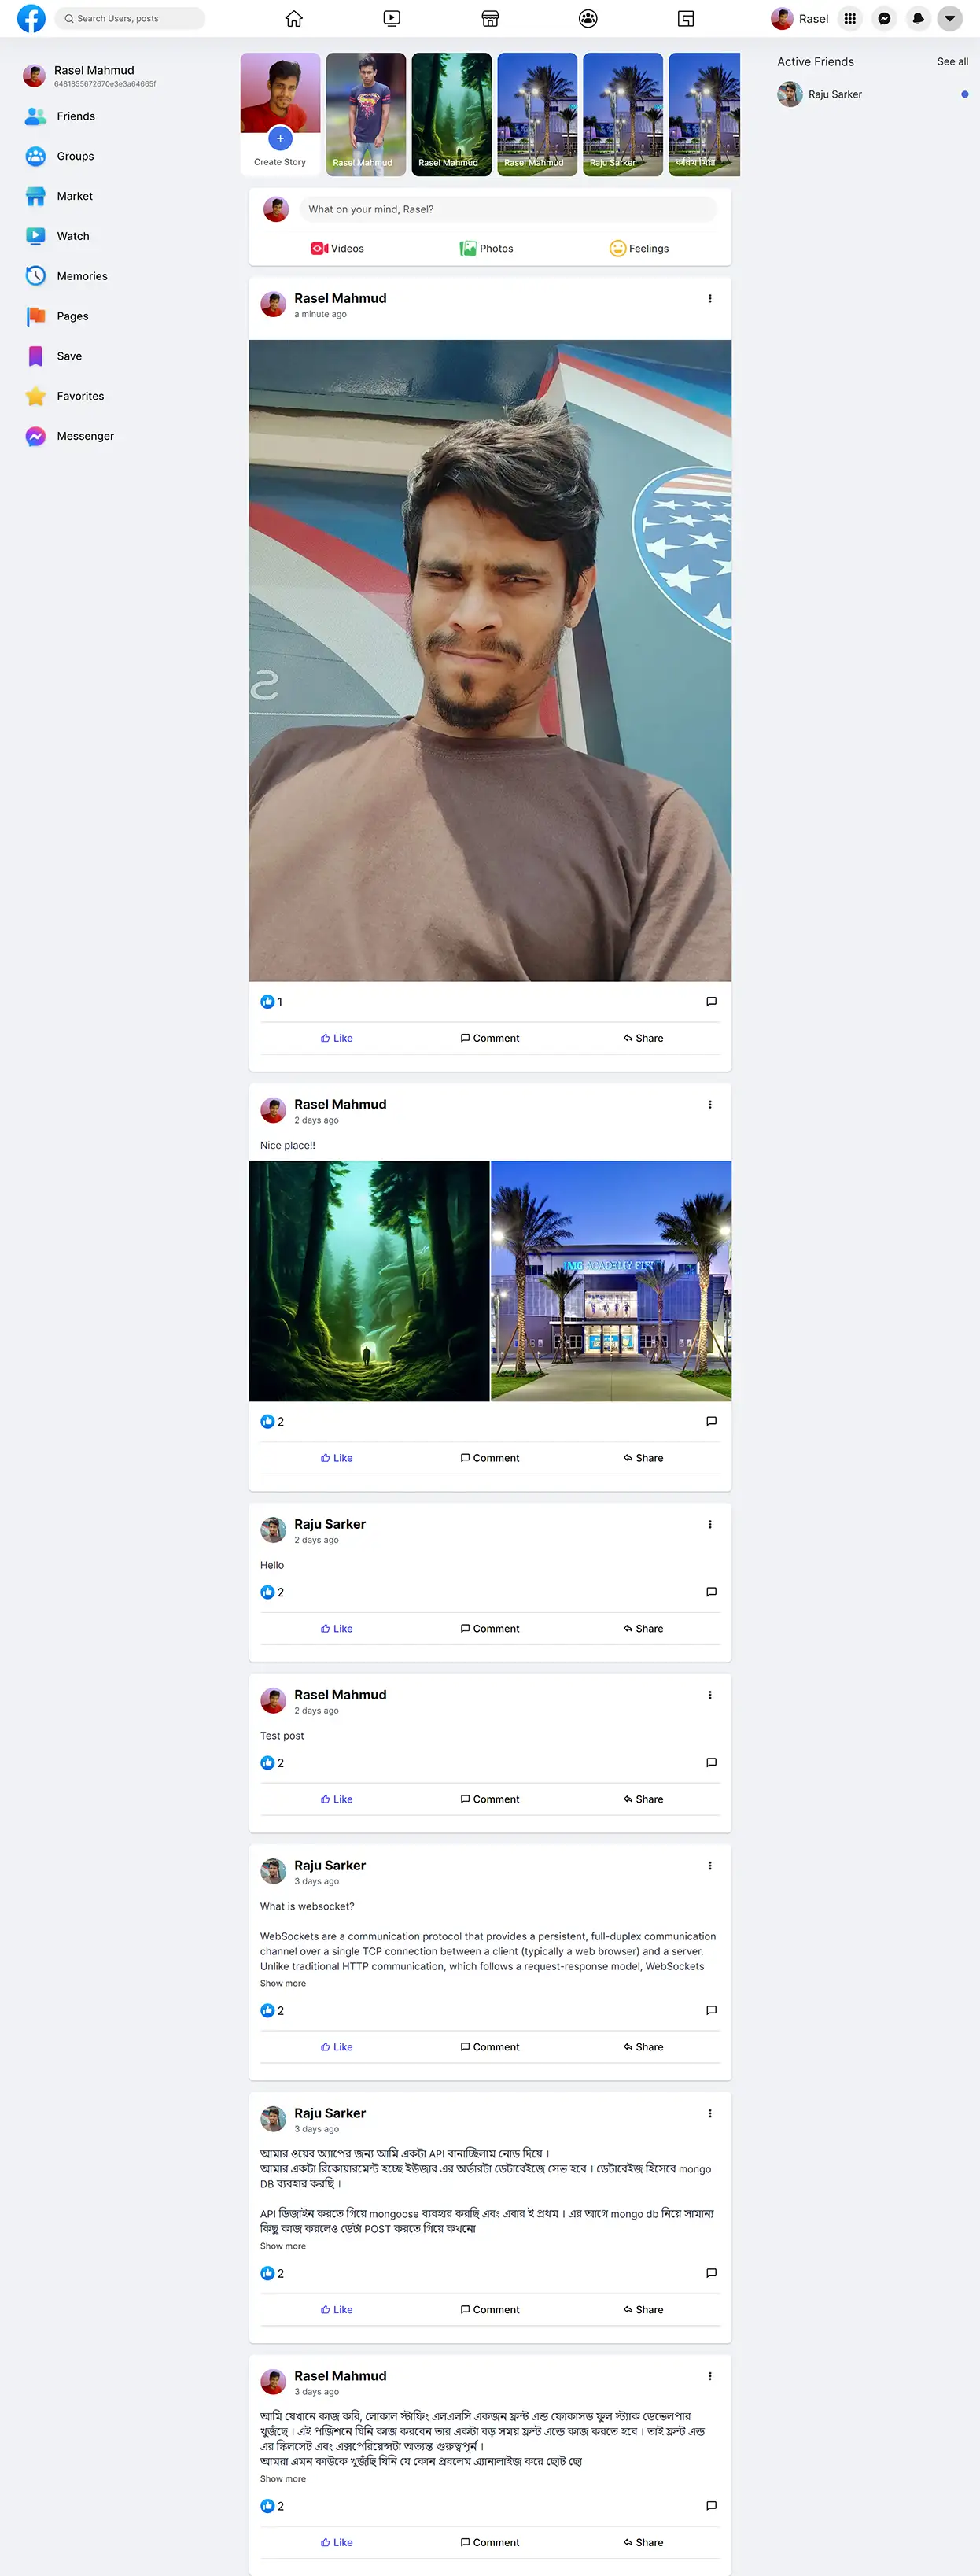 Search Users, posts
Rasel
Rasel Mahmud
6481855672670e3e3a64665f
Friends
Groups
Market
Watch
Memories
Pages
Save
Favorites
Messenger
Create Story
Rasel Mahmud
Rasel Mahmud
Rasel Mahmud
Raju Sarker
করিম মিয়া
Active Friends
See all
Raju Sarker
What on your mind, Rasel?
Videos
Photos
Feelings
Rasel Mahmud
a minute ago
1
Like
Comment
Share
Rasel Mahmud
2 days ago
Nice place!!
IMG ACADEMY
2
Like
Comment
Share
Raju Sarker
2 days ago
Hello
2
Like
Comment
Share
Rasel Mahmud
2 days ago
Test post
2
Like
Comment
Share
Raju Sarker
3 days ago
What is websocket?
WebSockets are a communication protocol that provides a persistent, full-duplex communication
channel over a single TCP connection between a client (typically a web browser) and a server.
Unlike traditional HTTP communication, which follows a request-response model, WebSockets
Show more
2
Like
Comment
Share
Raju Sarker
3 days ago
আমার ওয়েব অ্যাপের জন্য আমি একটা API বানাচ্ছিলাম নোড দিয়ে ।
আমার একটা রিকোয়ারমেন্ট হচ্ছে ইউজার এর অর্ডারটা ডেটাবেইজে সেভ হবে । ডেটাবেইজ হিসেবে mongo
DB ব্যবহার করছি ।
API ডিজাইন করতে গিয়ে mongoose ব্যবহার করছি এবং এবার ই প্রথম । এর আগে mongo db নিয়ে সামান্য
কিছু কাজ করলেও ডেটা POST করতে গিয়ে কখনো
Show more
2
Like
Comment
Share
Rasel Mahmud
3 days ago
আমি যেখানে কাজ করি, লোকাল স্টাফিং এলএলসি একজন ফ্রন্ট এন্ড ফোকাসড ফুল স্ট্যাক ডেভেলপার
খুজঁছে । এই পজিশনে যিনি কাজ করবেন তার একটা বড় সময় ফ্রন্ট এন্ডে কাজ করতে হবে । তাই ফ্রন্ট এন্ড
এর স্কিলসেট এবং এক্সপেরিয়েন্সটা অত্যন্ত গুরুত্বপূর্ন ।
আমরা এমন কাউকে খুজঁছি যিনি যে কোন প্রবলেম এ্যানালাইজ করে ছোট ছো
Show more
2
Like
Comment
Share